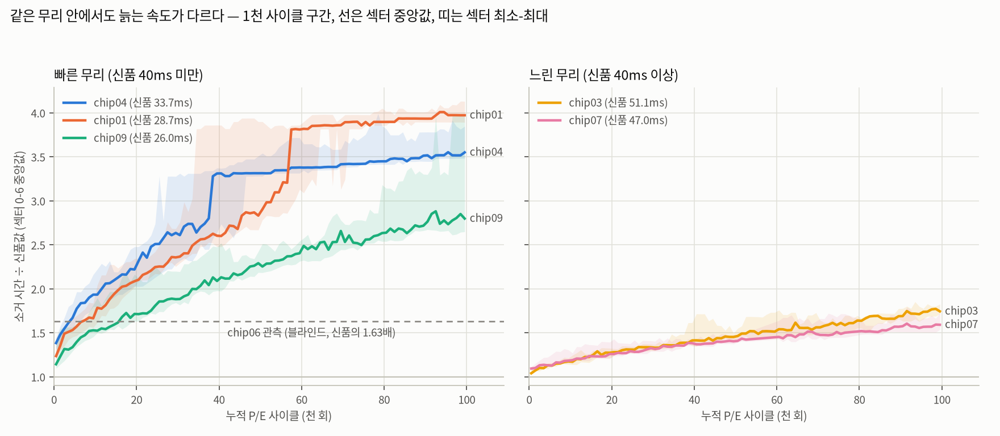 같은 무리 안에서도 늙는 속도가 다르다 — 1천 사이클 구간, 선은 섹터 중앙값, 띠는 섹터 최소-최대
빠른 무리 (신품 40ms 미만)
chip04 (신품 33.7ms)
chip01 (신품 28.7ms)
chip09 (신품 26.0ms)
4.0
3.5
3.0
2.5
2.0
1.5
1.0
소거 시간 ÷ 신품값 (섹터 0-6 중앙값)
chip01
chip04
chip09
chip06 관측 (블라인드, 신품의 1.63배)
0 20 40 60 80 100
누적 P/E 사이클 (천 회)
느린 무리 (신품 40ms 이상)
chip03 (신품 51.1ms)
chip07 (신품 47.0ms)
chip03
chip07
0 20 40 60 80 100
누적 P/E 사이클 (천 회)